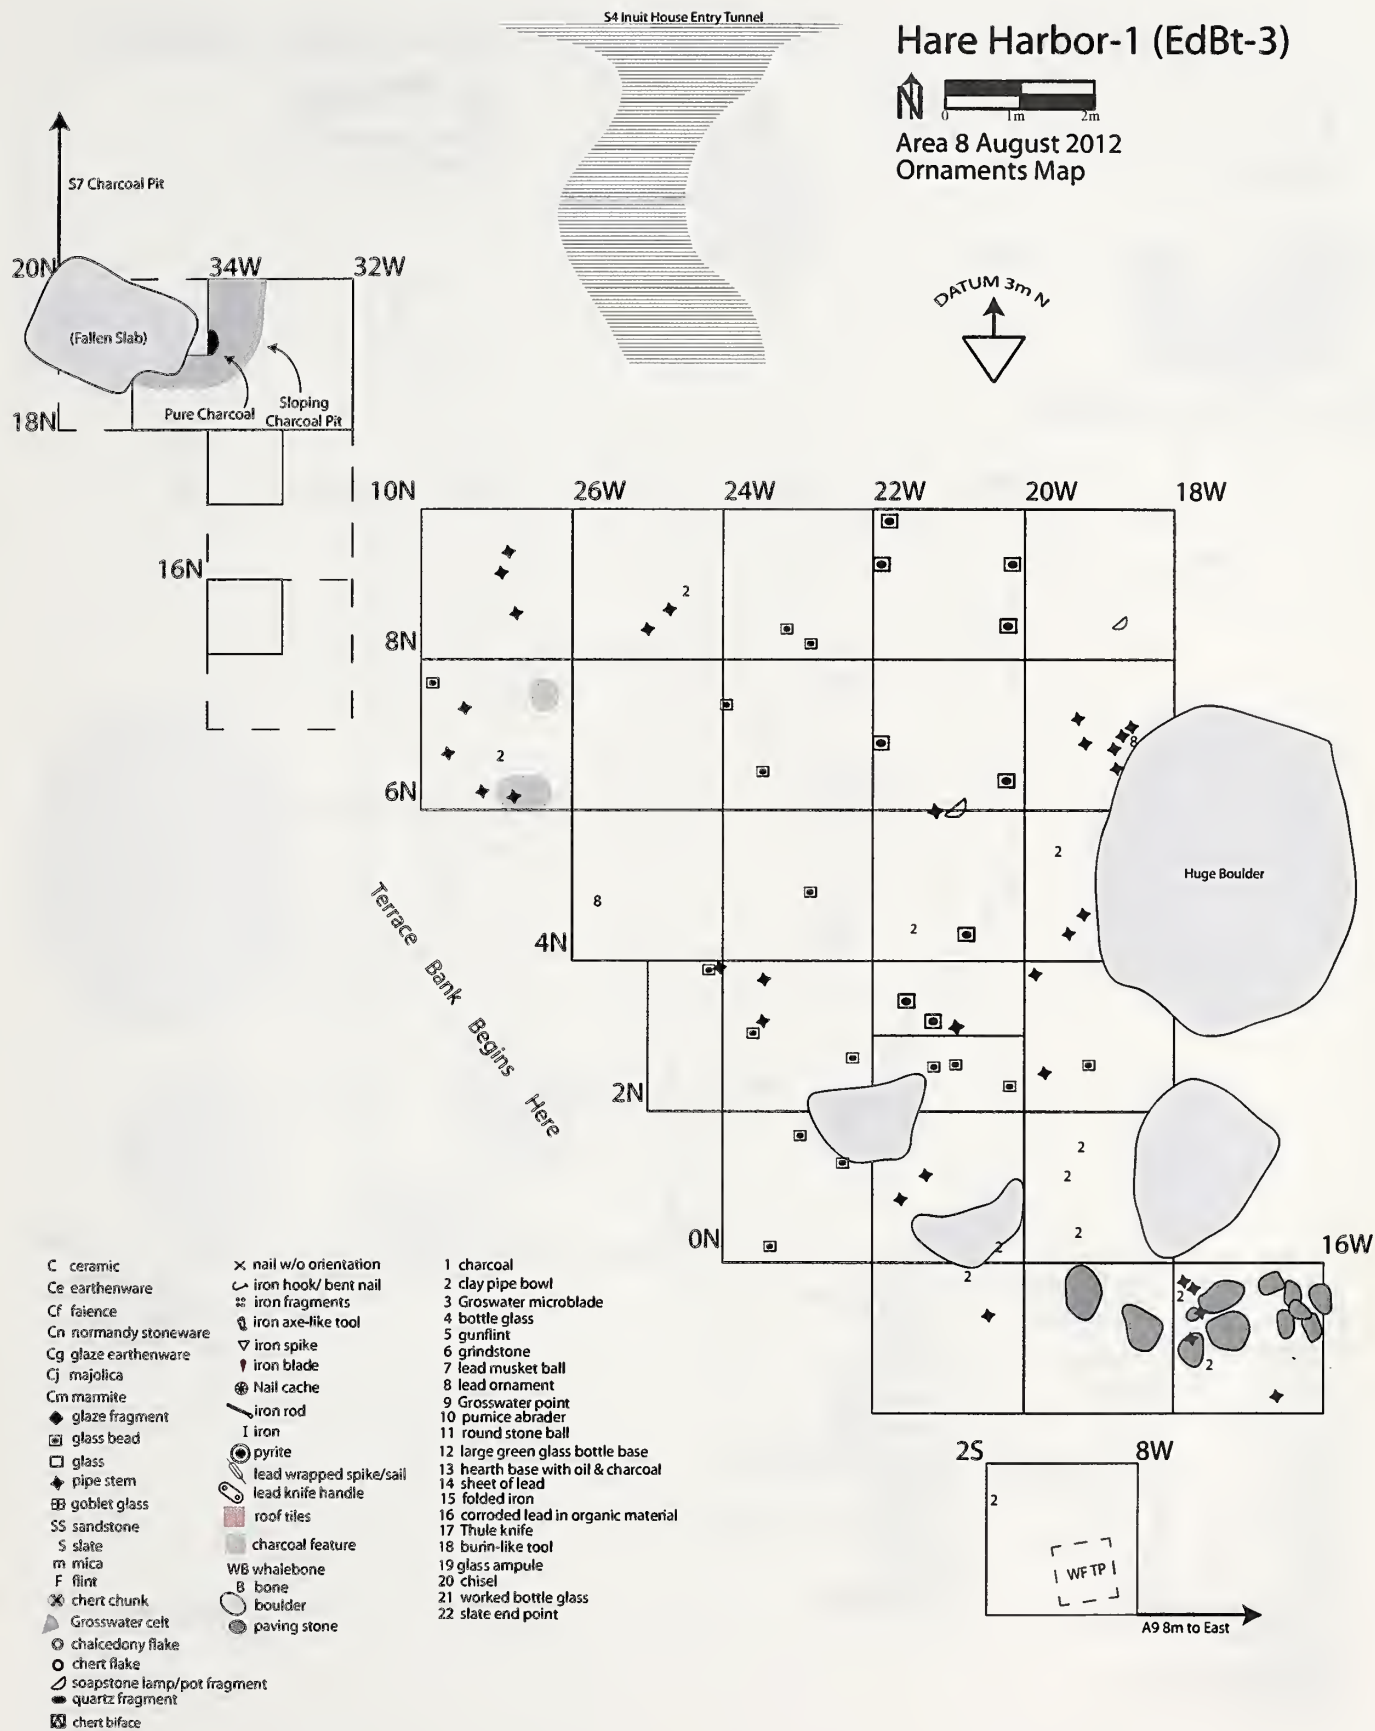 S4 Inuit House Entry Tunnel
Hare Harbor-1 (EdBt-3)
N
0 1m 2m
Area 8 August 2012
Ornaments Map
S7 Charcoal Pit
20N 34W 32W
(Fallen Slab)
DATUM 3m N
Pure Charcoal
Sloping
Charcoal Pit
18N
16N
10N 26W 24W 22W 20W 18W
2
8N
2
8
6N
2
Huge Boulder
8
2
4N
Terrace Bank Begins Here
2N
2
2
2
2
0N
16W
2
2
2
2S 8W
2
WF TP
A9 8m to East
C ceramic
Ce earthenware
Cf faience
Cn normandy stoneware
Cg glaze earthenware
Cj majolica
Cm marmite
glaze fragment
glass bead
glass
pipe stem
goblet glass
SS sandstone
S slate
m mica
F flint
chert chunk
Grosswater celt
chalcedony flake
chert flake
soapstone lamp/pot fragment
quartz fragment
chert biface
nail w/o orientation
iron hook/ bent nail
iron fragments
iron axe-like tool
iron spike
iron blade
Nail cache
iron rod
I iron
pyrite
lead wrapped spike/sail
lead knife handle
roof tiles
charcoal feature
WB whalebone
B bone
boulder
paving stone
1 charcoal
2 clay pipe bowl
3 Groswater microblade
4 bottle glass
5 gunflint
6 grindstone
7 lead musket ball
8 lead ornament
9 Grosswater point
10 pumice abrader
11 round stone ball
12 large green glass bottle base
13 hearth base with oil & charcoal
14 sheet of lead
15 folded iron
16 corroded lead in organic material
17 Thule knife
18 burin-like tool
19 glass ampule
20 chisel
21 worked bottle glass
22 slate end point